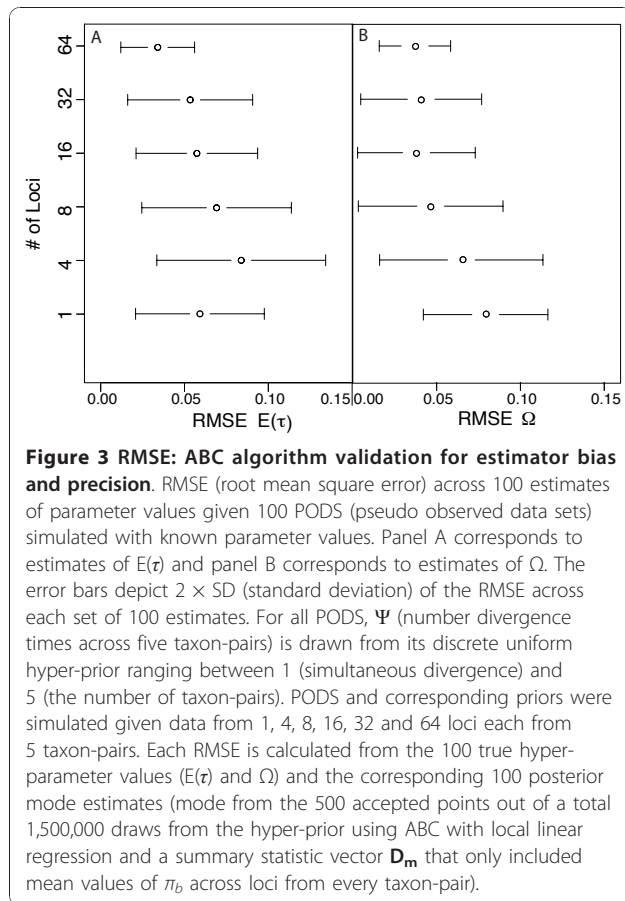 A
B
64
32
16
8
4
1
# of Loci
0.00 0.05 0.10 0.15 0.00 0.05 0.10 0.15
RMSE E(τ) RMSE Ω
Figure 3 RMSE: ABC algorithm validation for estimator bias
and precision. RMSE (root mean square error) across 100 estimates
of parameter values given 100 PODS (pseudo observed data sets)
simulated with known parameter values. Panel A corresponds to
estimates of E(τ) and panel B corresponds to estimates of Ω. The
error bars depict 2 × SD (standard deviation) of the RMSE across
each set of 100 estimates. For all PODS, Ψ (number divergence
times across five taxon-pairs) is drawn from its discrete uniform
hyper-prior ranging between 1 (simultaneous divergence) and
5 (the number of taxon-pairs). PODS and corresponding priors were
simulated given data from 1, 4, 8, 16, 32 and 64 loci each from
5 taxon-pairs. Each RMSE is calculated from the 100 true hyper-
parameter values (E(τ) and Ω) and the corresponding 100 posterior
mode estimates (mode from the 500 accepted points out of a total
1,500,000 draws from the hyper-prior using ABC with local linear
regression and a summary statistic vector Dm that only included
mean values of πb across loci from every taxon-pair).